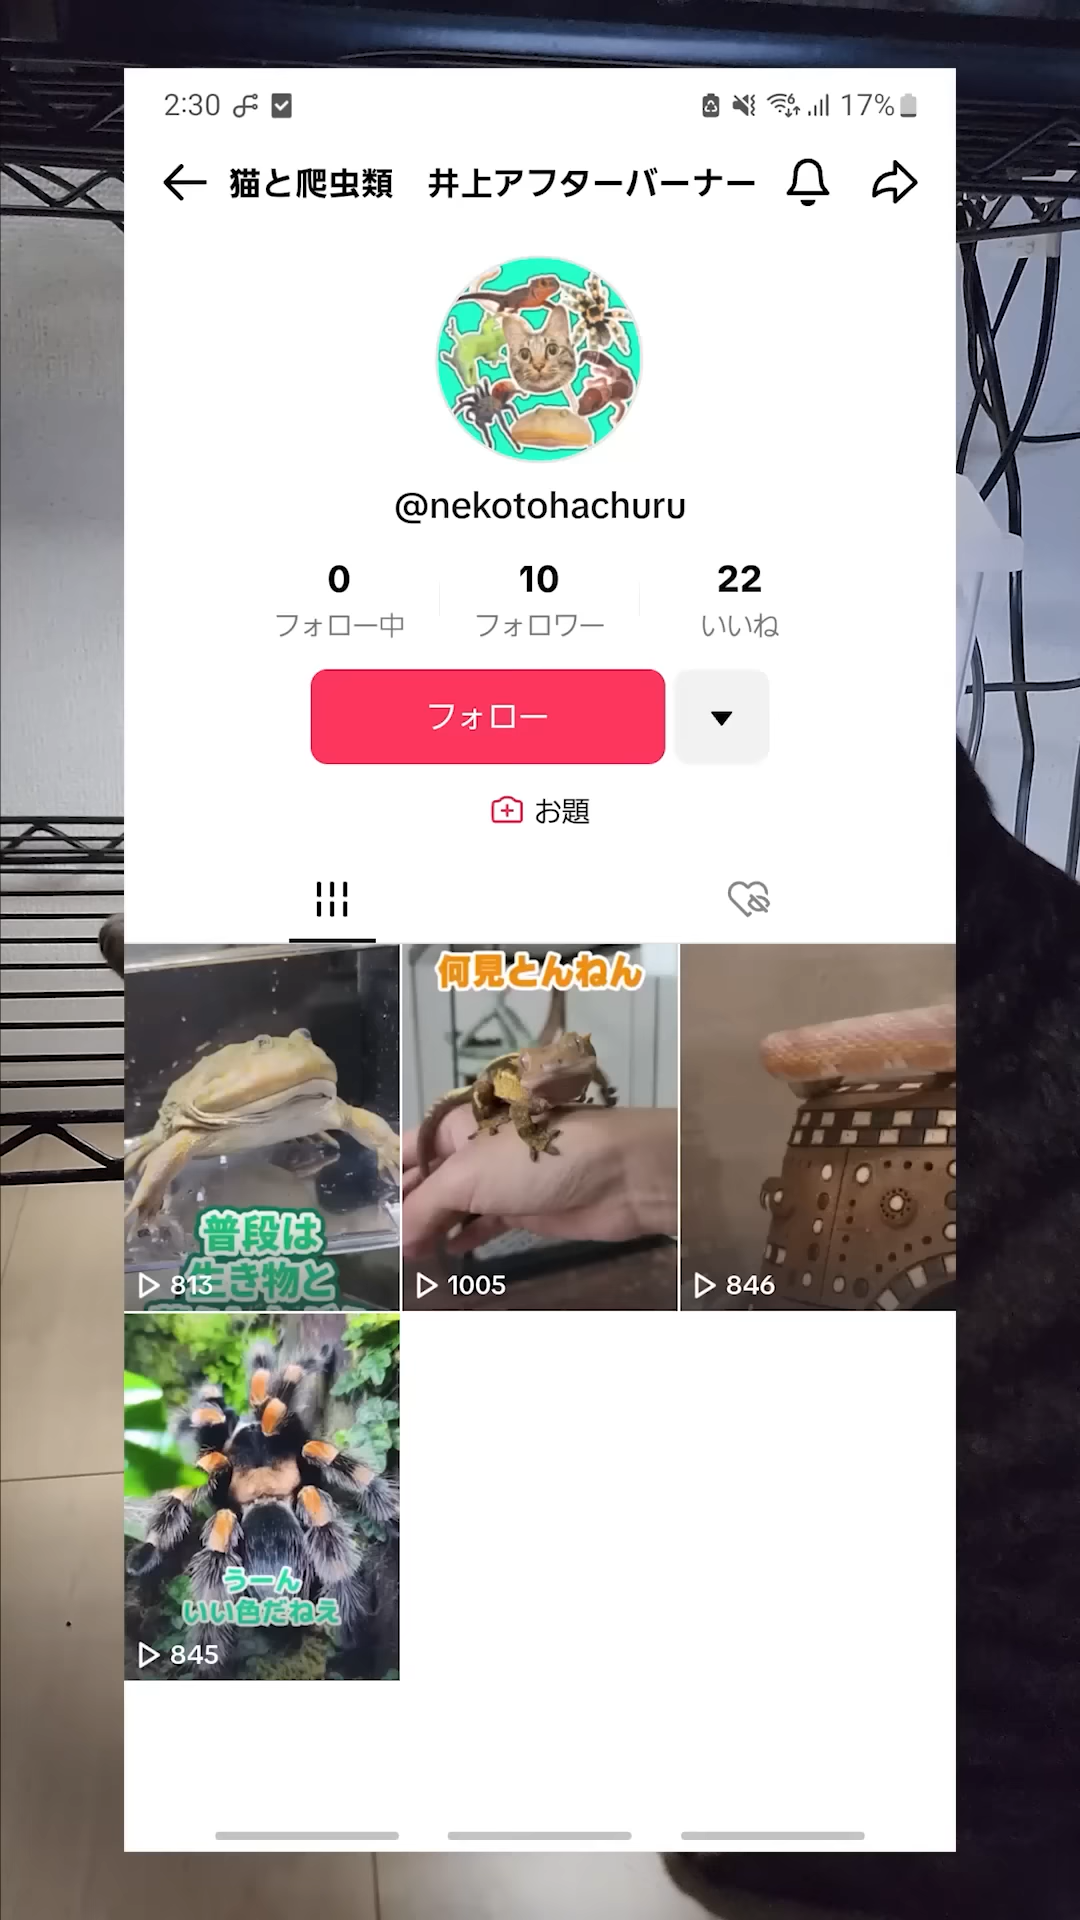 2:30
17%
猫と爬虫類 井上アフターバーナー
@nekotohachuru
0 10 22
フォロー中 フォロワー いいね
フォロー
お題
何見とんねん
普段は
生き物と
813 1005 846
うーん
いい色だねえ
845